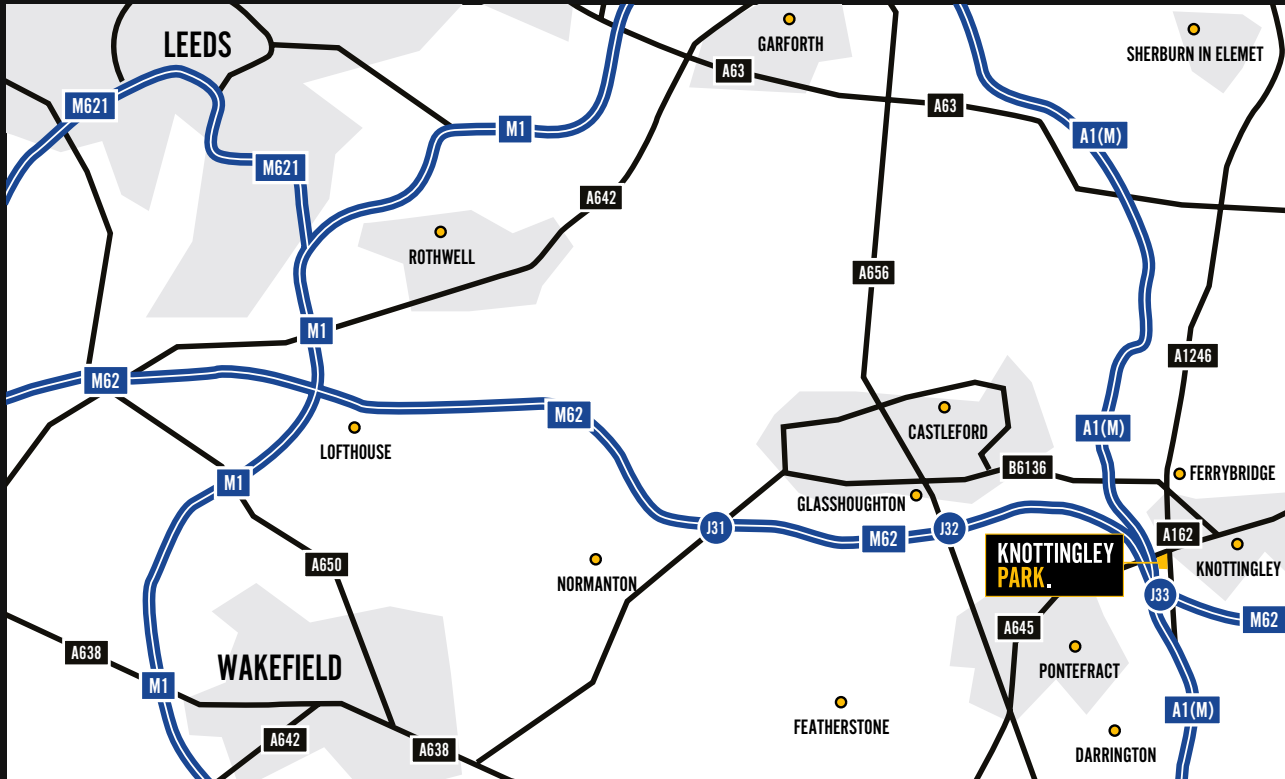 LEEDS
GARFORTH
SHERBURN IN ELEMET
A63
M621
A63
M1
A1(M)
M621
A642
ROTHWELL
A656
M1
A1246
M62
M62
CASTLEFORD
A1(M)
LOFTHOUSE
B6136
FERRYBRIDGE
M1
GLASSHOUGHTON
J31
J32
M62
A162
KNOTTINGLEY
PARK.
KNOTTINGLEY
A650
NORMANTON
J33
M62
A645
A638
WAKEFIELD
PONTEFRACT
M1
FEATHERSTONE
A1(M)
A642
A638
DARRINGTON